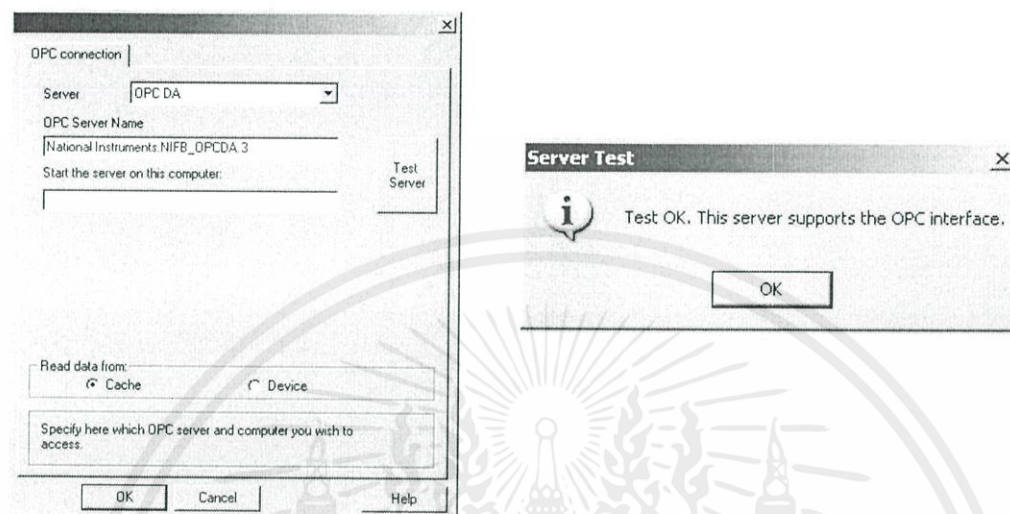 OPC connection
Server OPC DA
OPC Server Name
National Instruments.NIFB_OPCDA.3
Start the server on this computer:
Test
Server
Read data from:
Cache Device
Specify here which OPC server and computer you wish to
access.
OK Cancel Help
Server Test
Test OK. This server supports the OPC interface.
OK